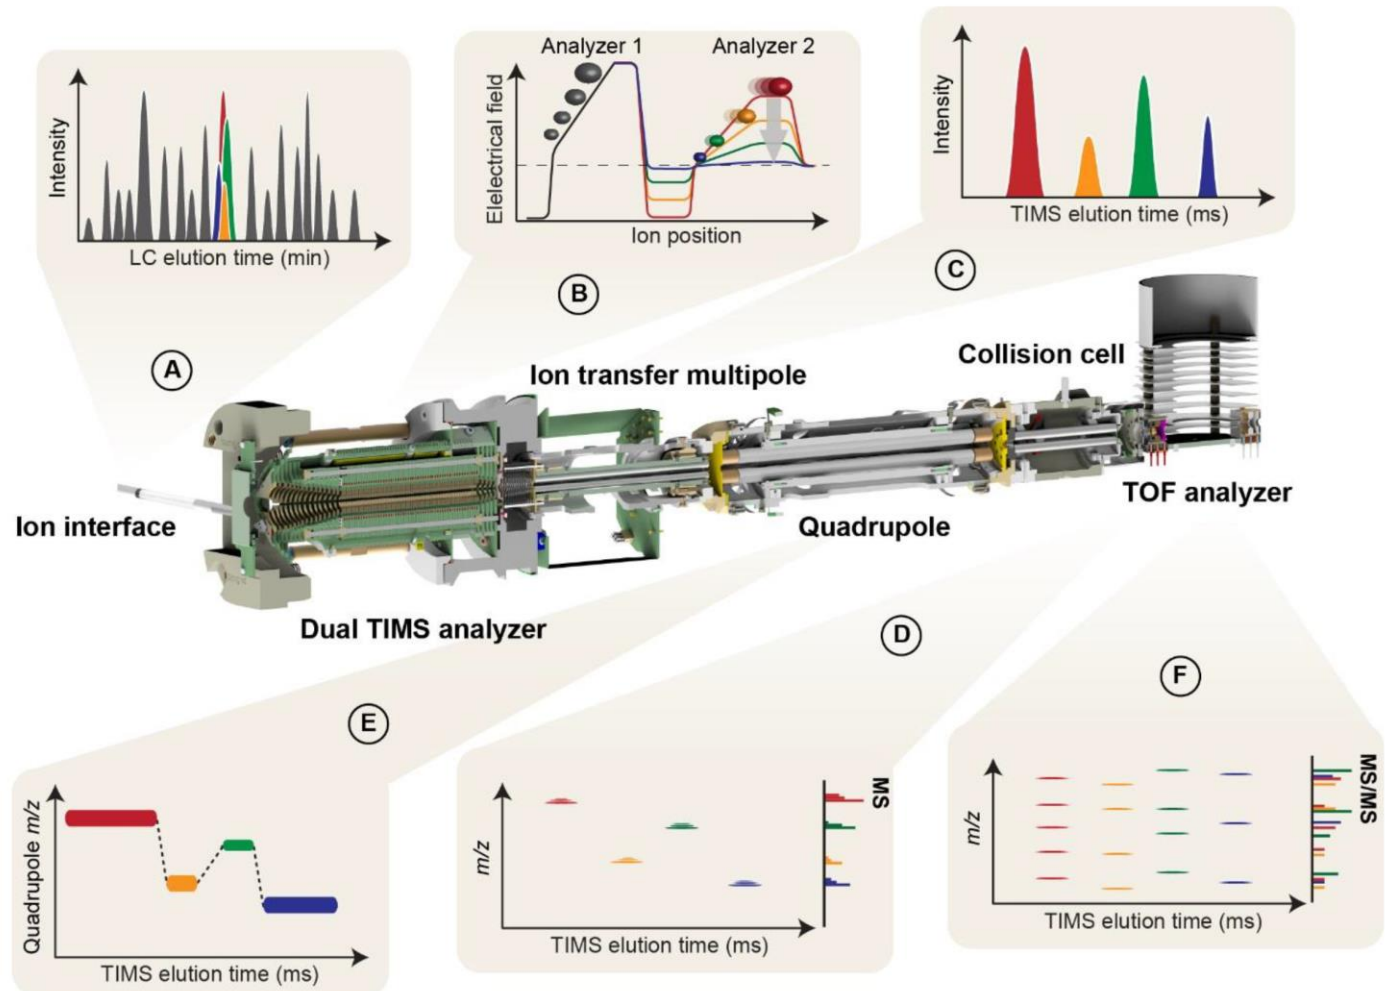 Intensity
LC elution time (min)
Analyzer 1
Analyzer 2
Elelectrical field
Ion position
Intensity
TIMS elution time (ms)
A
B
C
Ion transfer multipole
Collision cell
Ion interface
Quadrupole
TOF analyzer
Dual TIMS analyzer
D
E
F
Quadrupole m/z
TIMS elution time (ms)
m/z
TIMS elution time (ms)
MS
m/z
TIMS elution time (ms)
MS/MS